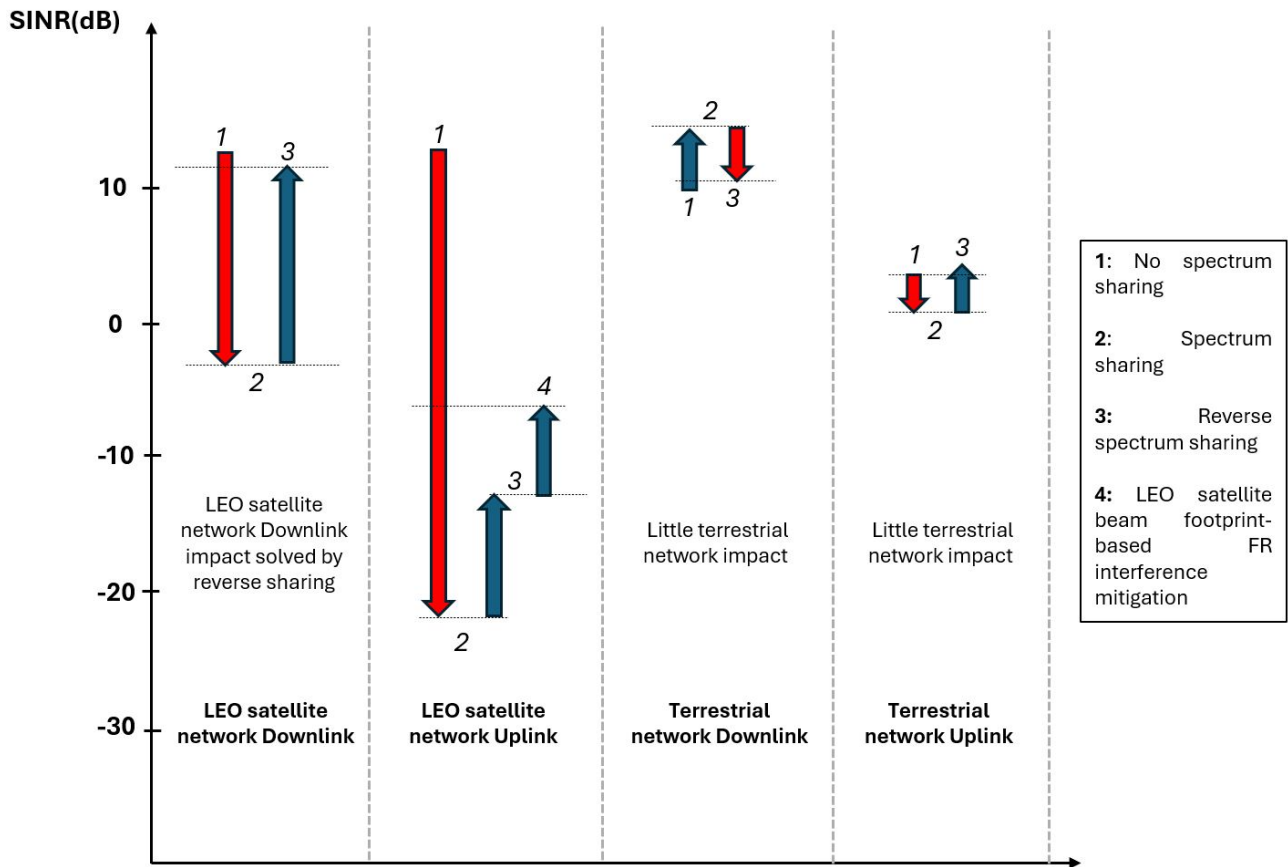 SINR(dB)
10
0
-10
-20
-30
1
3
2
LEO satellite
network Downlink
impact solved by
reverse sharing
LEO satellite
network Downlink
1
4
3
2
LEO satellite
network Uplink
2
1
3
Little terrestrial
network impact
Terrestrial
network Downlink
1
3
2
Little terrestrial
network impact
Terrestrial
network Uplink
1: No spectrum
sharing
2: Spectrum
sharing
3: Reverse
spectrum sharing
4: LEO satellite
beam footprint-
based FR
interference
mitigation